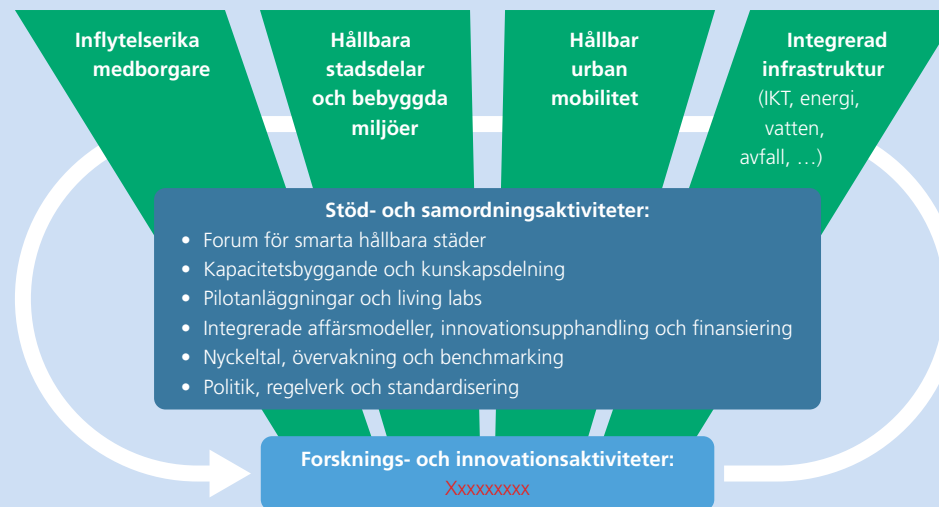 Inflytelserika
medborgare
Hållbara
stadsdelar
och bebyggda
miljöer
Hållbar
urban
mobilitet
Integrerad
infrastruktur
(IKT, energi,
vatten,
avfall, …)
Stöd- och samordningsaktiviteter:
• Forum för smarta hållbara städer
• Kapacitetsbyggande och kunskapsdelning
• Pilotanläggningar och living labs
• Integrerade affärsmodeller, innovationsupphandling och finansiering
• Nyckeltal, övervakning och benchmarking
• Politik, regelverk och standardisering
Forsknings- och innovationsaktiviteter:
Xxxxxxxxx